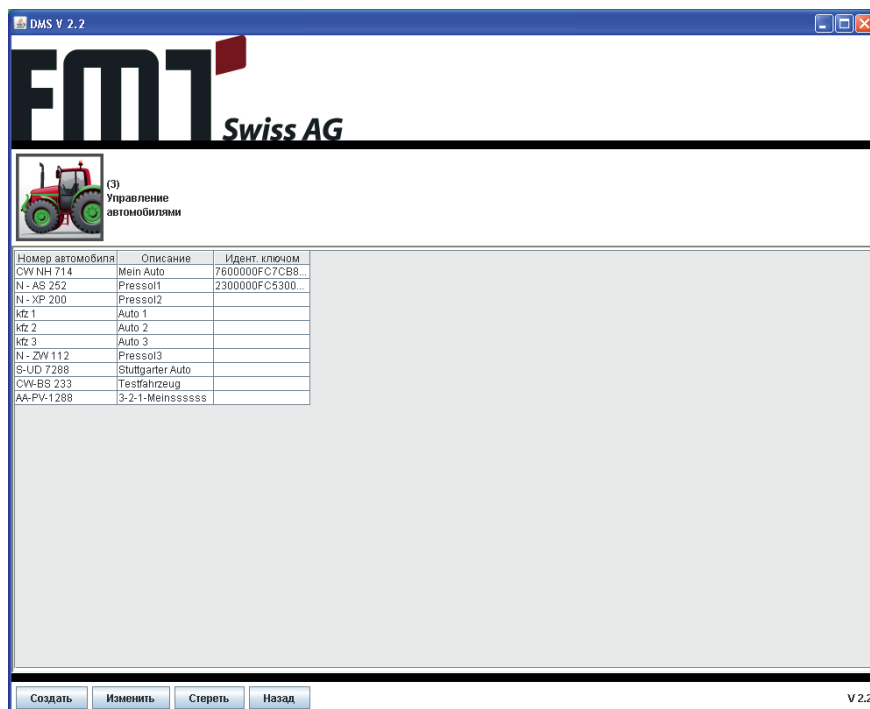 DMS V 2.2
FMT
Swiss AG
(3)
Управление
автомобилями
Номер автомобиля Описание Идент. ключом
CW NH 714 Mein Auto 7600000FC7CB8...
N - AS 252 Pressol1 2300000FC5300...
N - XP 200 Pressol2
kfz 1 Auto 1
kfz 2 Auto 2
kfz 3 Auto 3
N - ZW 112 Pressol3
S-UD 7288 Stuttgarter Auto
CW-BS 233 Testfahrzeug
AA-PV-1288 3-2-1-Meinssssss
Создать Изменить Стереть Назад V 2.2